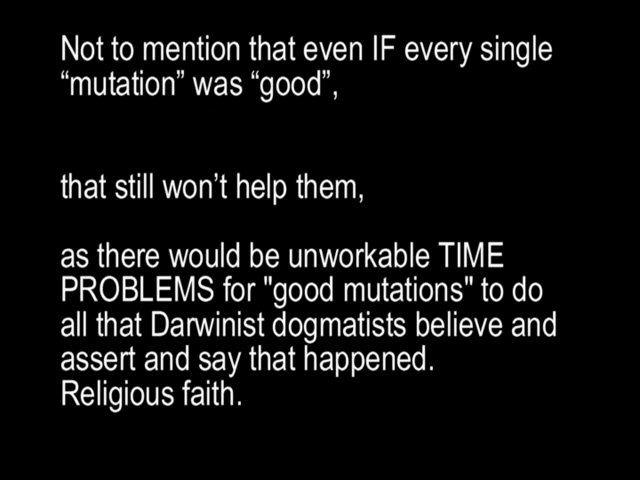 Not to mention that even IF every single
“mutation” was “good”,
that still won’t help them,
as there would be unworkable TIME
PROBLEMS for "good mutations" to do
all that Darwinist dogmatists believe and
assert and say that happened.
Religious faith.